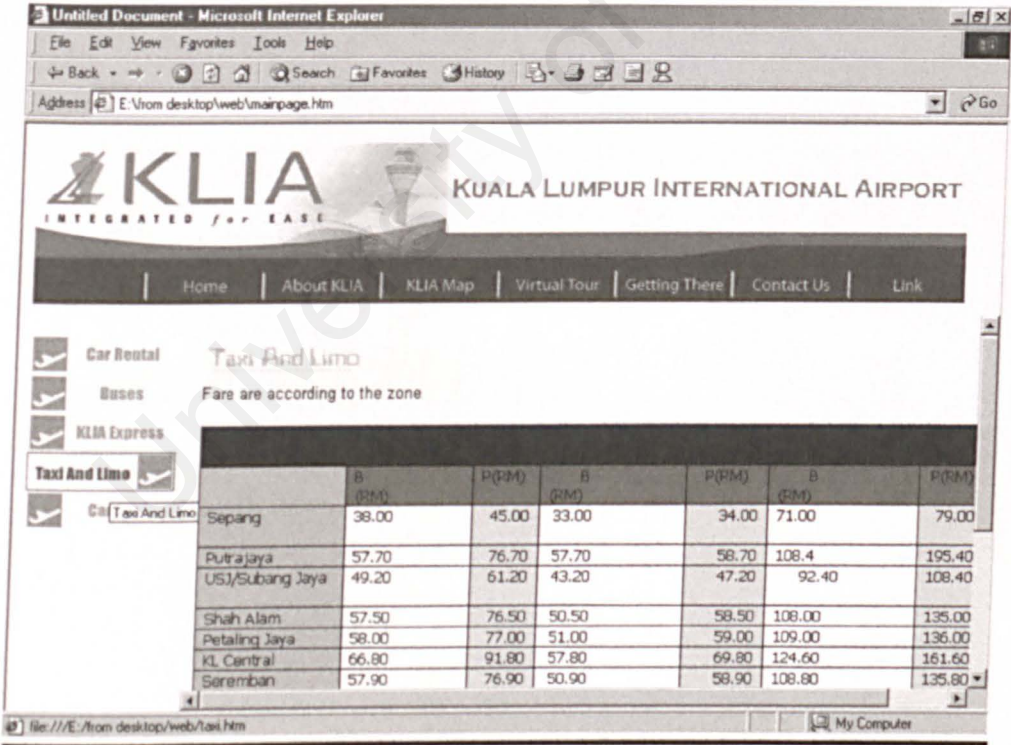 Untitled Document - Microsoft Internet Explorer
File Edit View Favorites Tools Help
Back Search Favorites History
Address E:\from desktop\web\mainpage.htm Go
KLIA
INTEGRATED for EASE
KUALA LUMPUR INTERNATIONAL AIRPORT
Home About KLIA KLIA Map Virtual Tour Getting There Contact Us Link
Car Rental
Buses
KLIA Express
Taxi And Limo
Ca
Taxi And Limo
Taxi And Limo
Fare are according to the zone
B (RM) P(RM) B (RM) P(RM) B (RM) P(RM)
Sepang 38.00 45.00 33.00 34.00 71.00 79.00
Putrajaya 57.70 76.70 57.70 58.70 108.4 195.40
USJ/Subang Jaya 49.20 61.20 43.20 47.20 92.40 108.40
Shah Alam 57.50 76.50 50.50 58.50 108.00 135.00
Petaling Jaya 58.00 77.00 51.00 59.00 109.00 136.00
KL Central 66.80 91.80 57.80 69.80 124.60 161.60
Seremban 57.90 76.90 50.90 58.90 108.80 135.80
file:///E:/from desktop/web/taxi.htm My Computer
University of